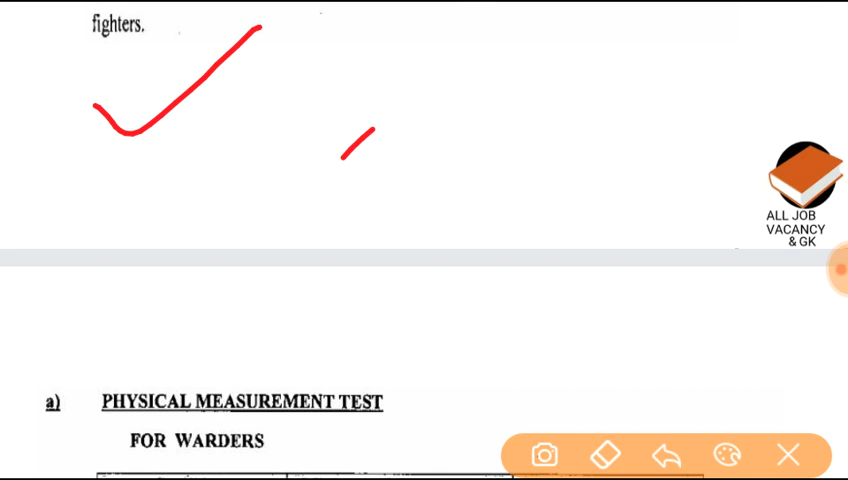 fighters.
ALL JOB
VACANCY
& GK
a) PHYSICAL MEASUREMENT TEST
FOR WARDERS